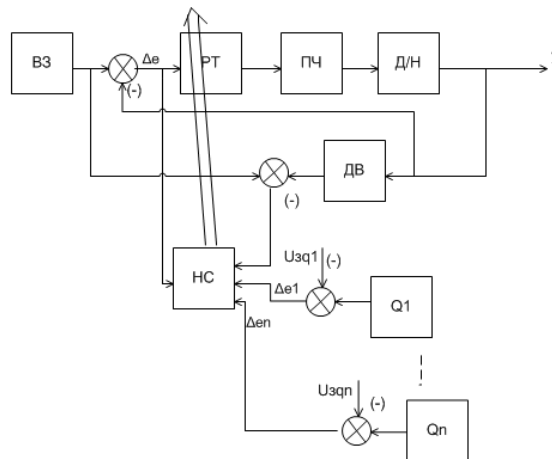 ВЗ
Δe
РТ
ПЧ
Д/Н
(-)
ДВ
(-)
НС
Uзq1
(-)
Δe1
Q1
Δen
Uзqn
(-)
Qn